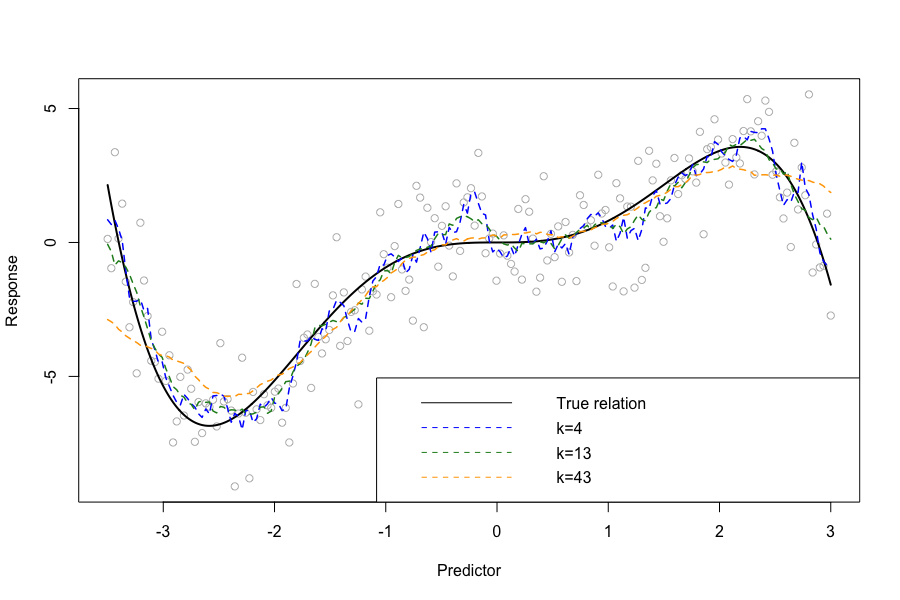 5
0
-5
Response
True relation
k=4
k=13
k=43
-3 -2 -1 0 1 2 3
Predictor